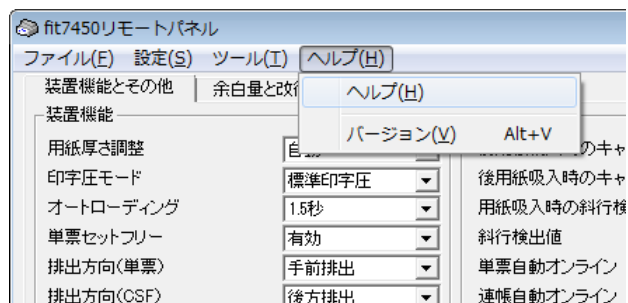 fit7450リモートパネル
ファイル(F) 設定(S) ツール(T) ヘルプ(H)
装置機能とその他 余白量と改行
ヘルプ(H)
バージョン(V) Alt+V
装置機能
用紙厚さ調整 自動
印字圧モード 標準印字圧 後用紙吸入時のキャ
オートローディング 1.5秒 用紙吸入時の斜行検
単票セットフリー 有効 斜行検出値
排出方向(単票) 手前排出 単票自動オンライン
排出方向(CSF) 後方排出 連帳自動オンライン